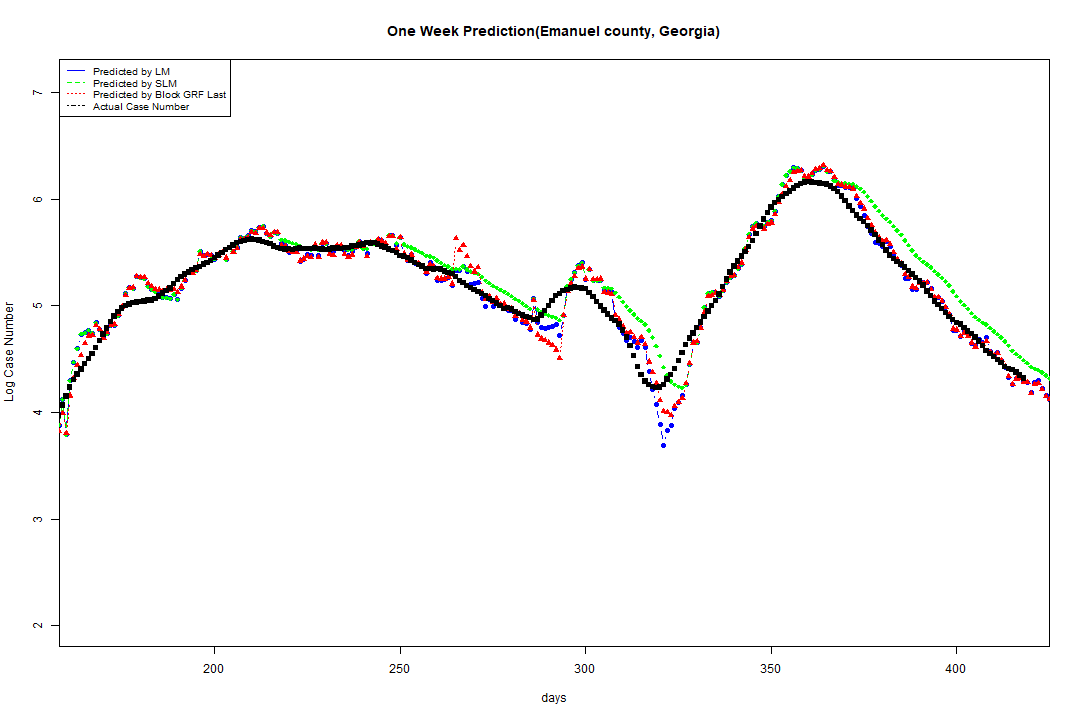 One Week Prediction(Emanuel county, Georgia)
Predicted by LM
Predicted by SLM
Predicted by Block GRF Last
Actual Case Number
7
6
5
4
3
2
Log Case Number
200 250 300 350 400
days